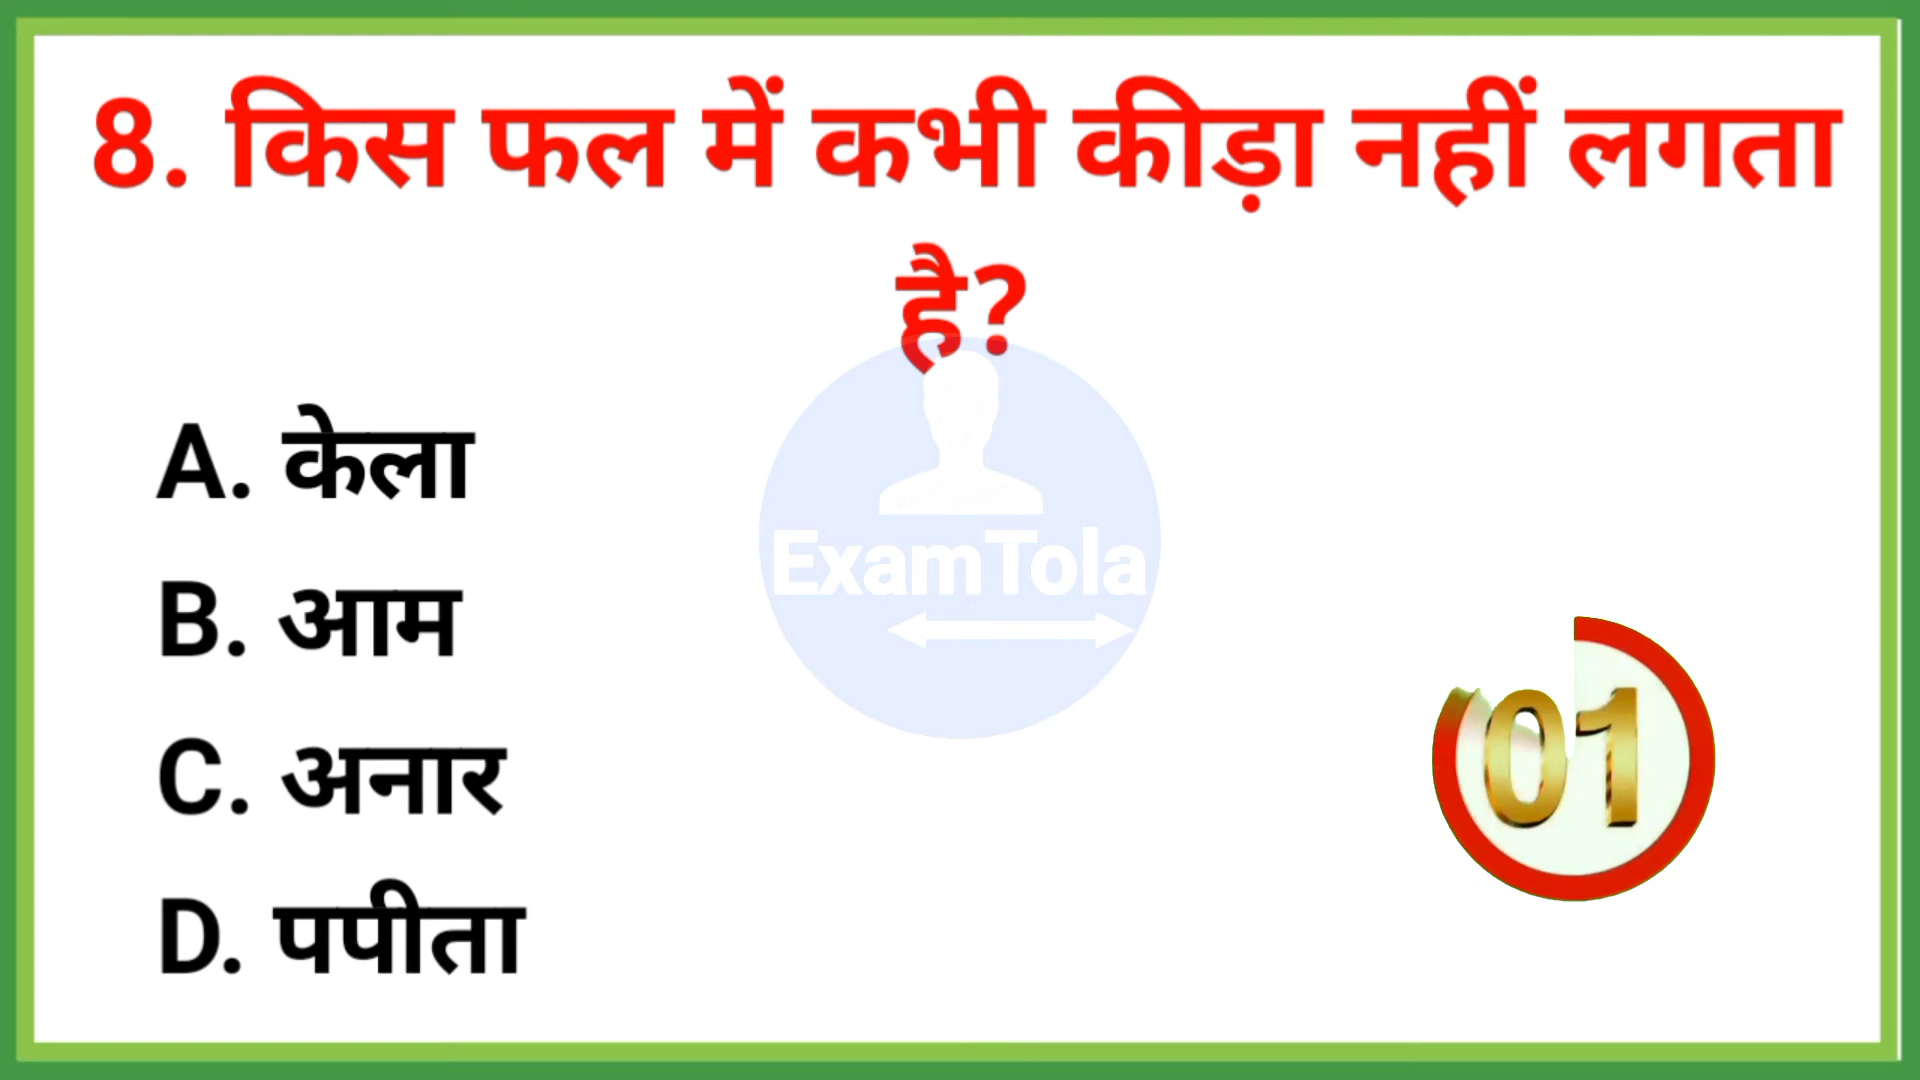 8. किस फल में कभी कीड़ा नहीं लगता
है?
A. केला
ExamTola
B. आम
01
C. अनार
D. पपीता